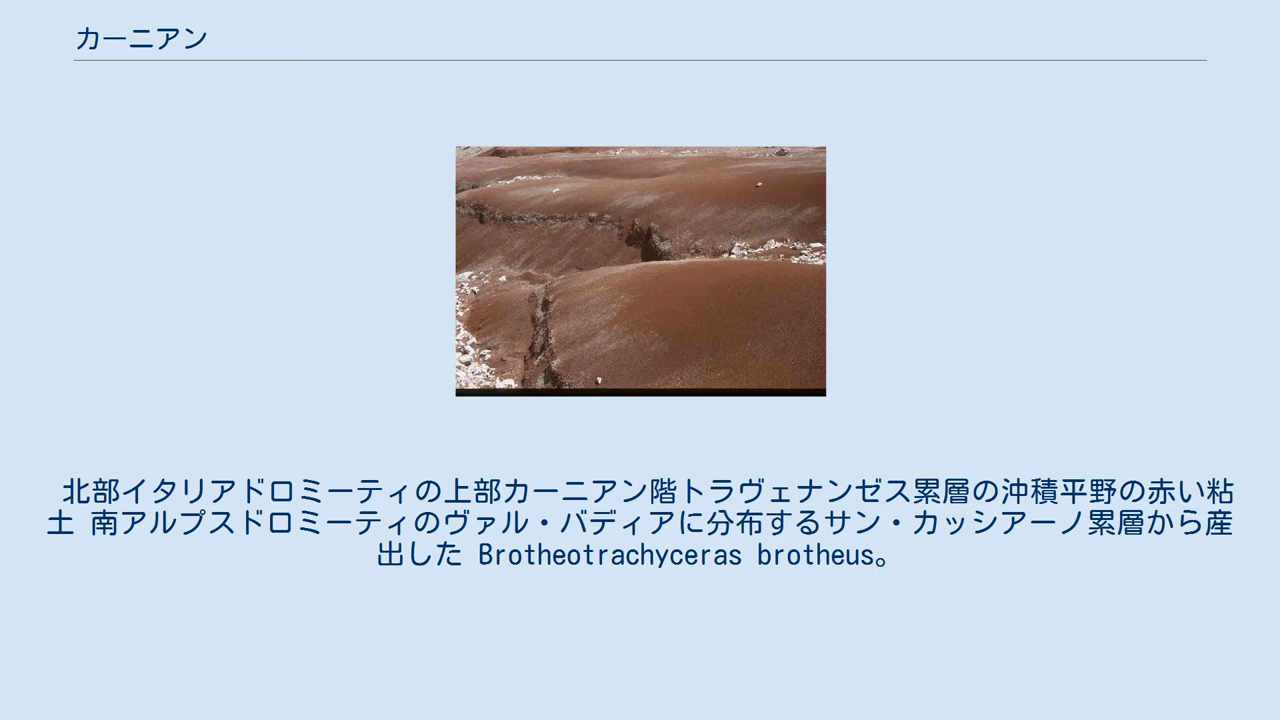 カーニアン
北部イタリアドロミーティの上部カーニアン階トラヴェナンゼス累層の沖積平野の赤い粘
土 南アルプスドロミーティのヴァル・バディアに分布するサン・カッシアーノ累層から産
出した Brotheotrachyceras brotheus。